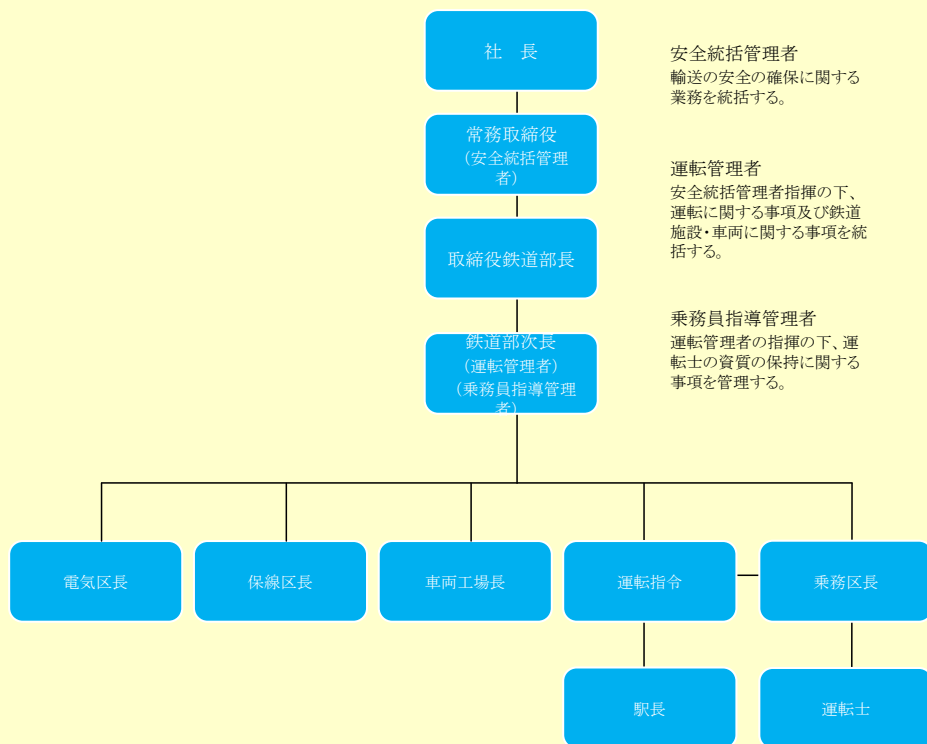 社　長
安全統括管理者
輸送の安全の確保に関する
業務を統括する。
常務取締役
（安全統括管理
者）
運転管理者
安全統括管理者指揮の下、
運転に関する事項及び鉄道
施設・車両に関する事項を統
括する。
取締役鉄道部長
乗務員指導管理者
運転管理者の指揮の下、運
転士の資質の保持に関する
事項を管理する。
鉄道部次長
（運転管理者）
（乗務員指導管理
者）
電気区長
保線区長
車両工場長
運転指令
乗務区長
駅長
運転士